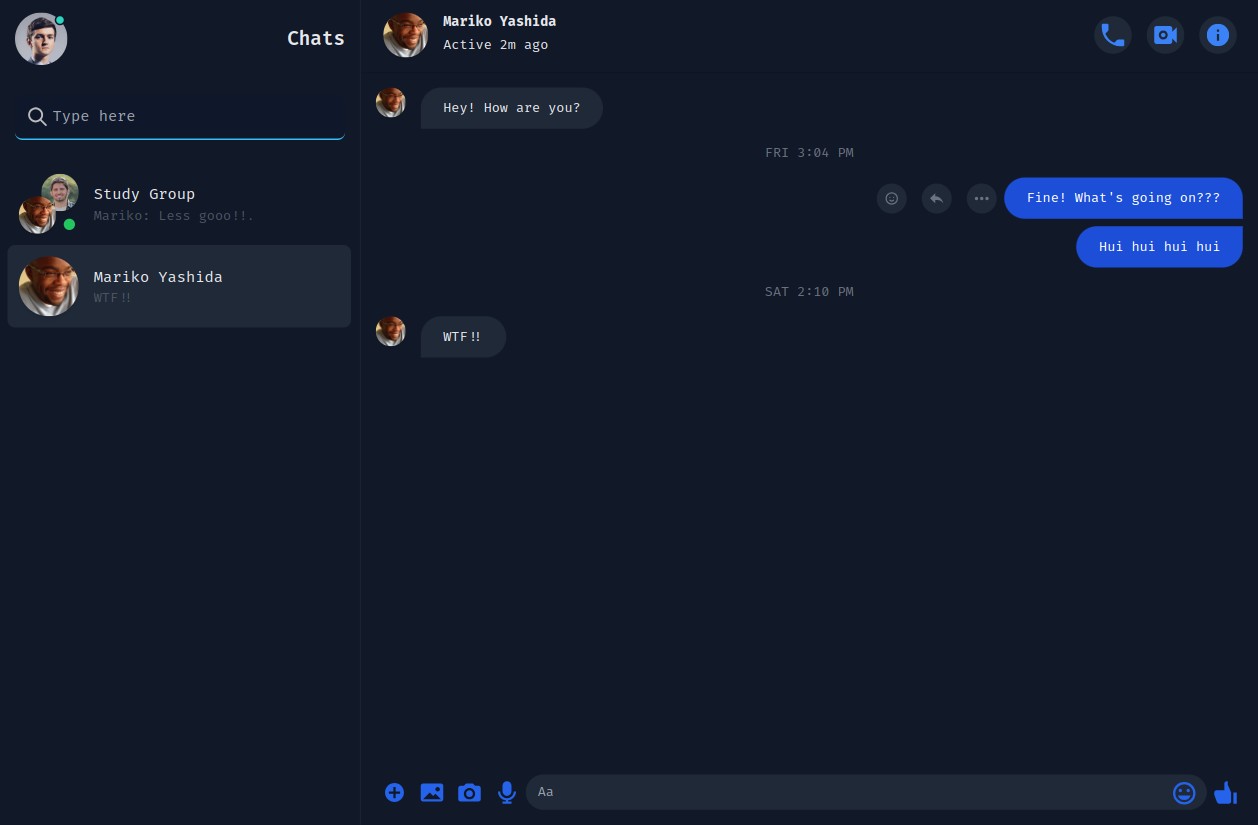 Chats
Type here
Study Group
Mariko: Less gooo!!.
Mariko Yashida
WTF!!
Mariko Yashida
Active 2m ago
Hey! How are you?
FRI 3:04 PM
Fine! What's going on???
Hui hui hui hui
SAT 2:10 PM
WTF!!
Aa